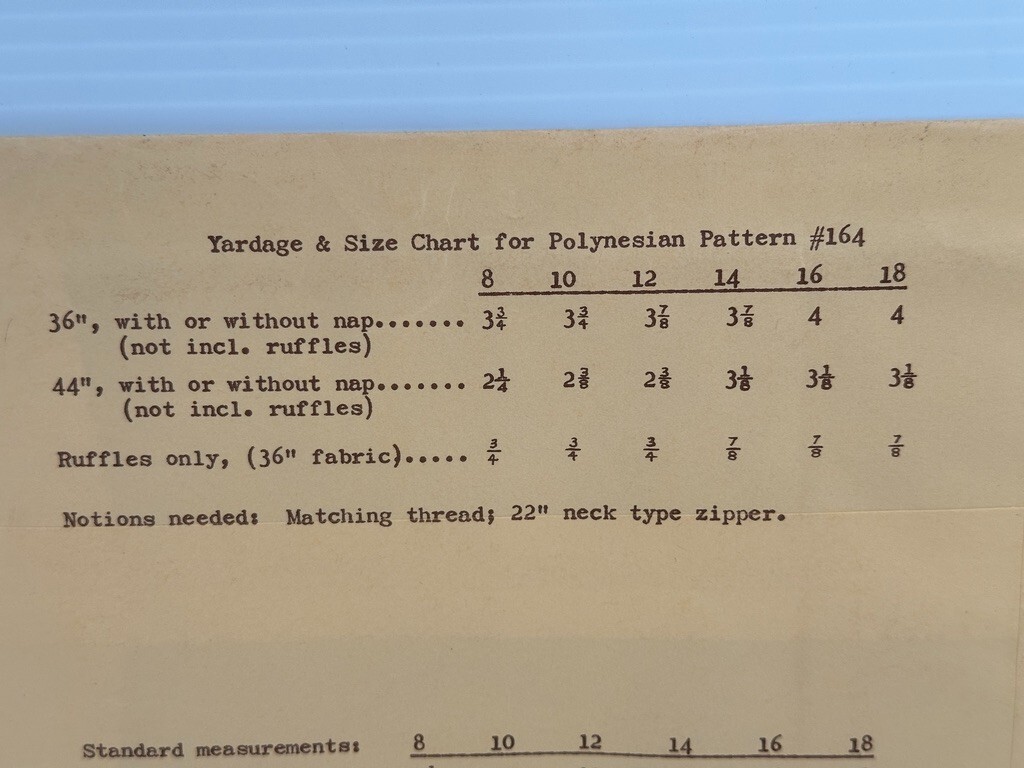 Yardage & Size Chart for Polynesian Pattern #164
8 10 12 14 16 18
36", with or without nap....... 3¾ 3¾ 3⅞ 3⅞ 4 4
(not incl. ruffles)
44", with or without nap....... 2¼ 2⅜ 2⅜ 3⅛ 3⅛ 3⅛
(not incl. ruffles)
Ruffles only, (36" fabric)..... ¾ ¾ ¾ ⅞ ⅞ ⅞
Notions needed: Matching thread; 22" neck type zipper.
Standard measurements: 8 10 12 14 16 18